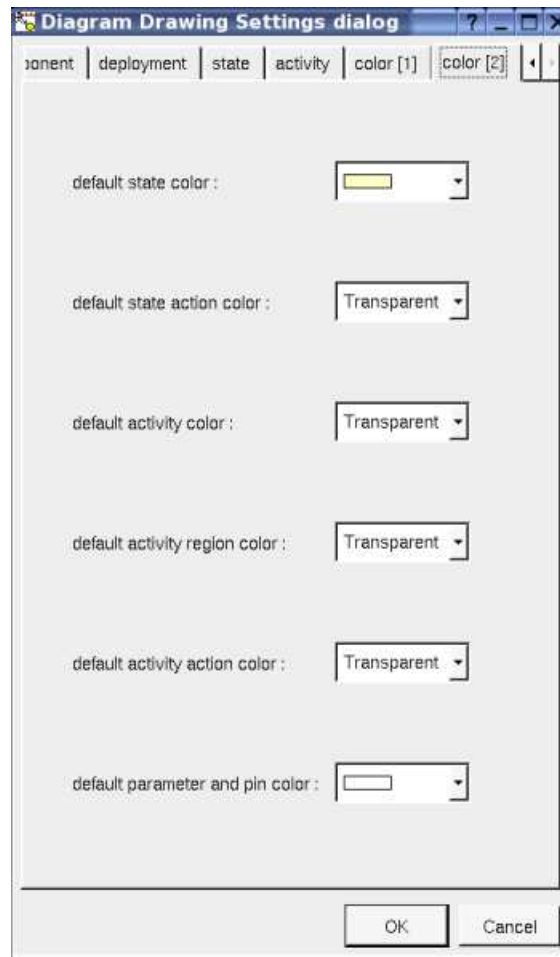 Diagram Drawing Settings dialog ? _
onent deployment state activity color [1] color [2]
default state color :
default state action color : Transparent
default activity color : Transparent
default activity region color : Transparent
default activity action color : Transparent
default parameter and pin color :
OK Cancel